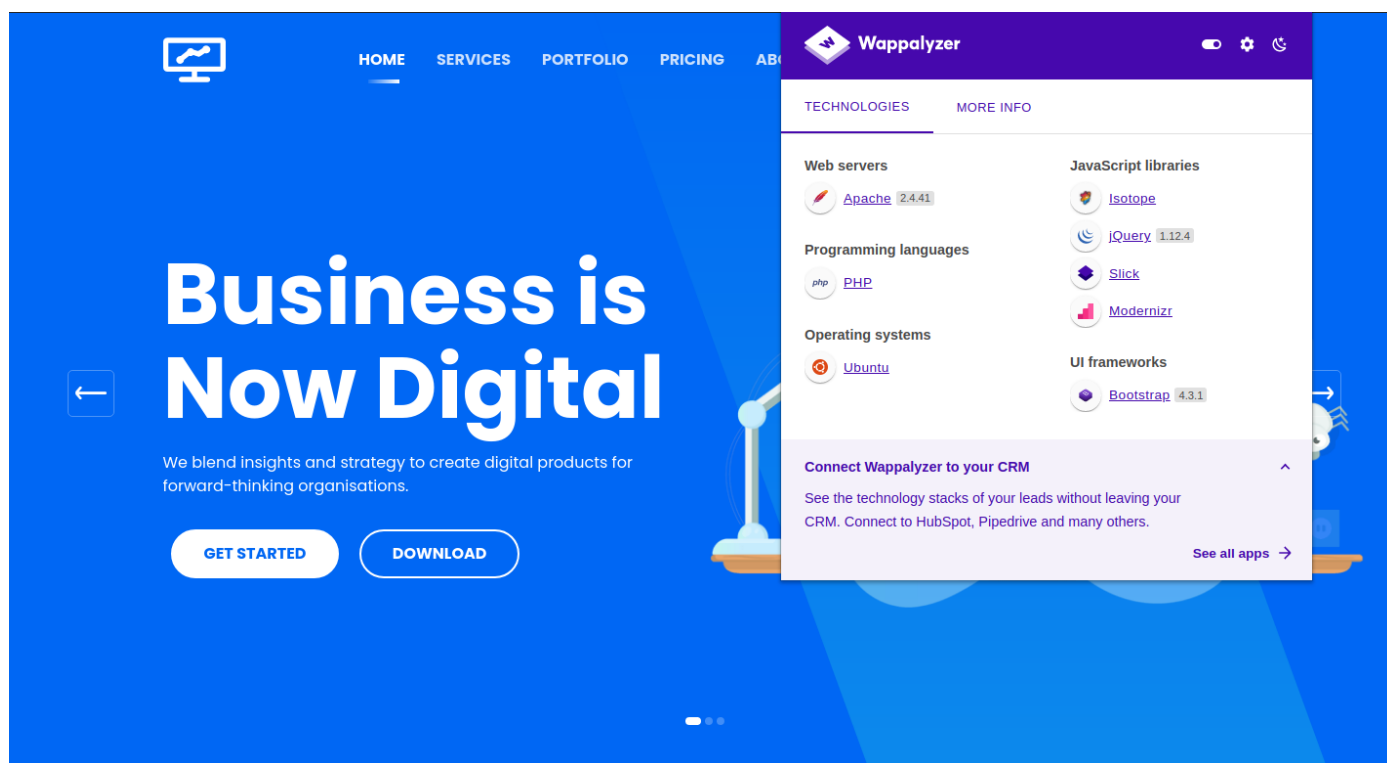 HOME SERVICES PORTFOLIO PRICING
Business is
Now Digital
We blend insights and strategy to create digital products for
forward-thinking organisations.
GET STARTED DOWNLOAD
Wappalyzer
TECHNOLOGIES MORE INFO
Web servers
Apache 2.4.41
Programming languages
php PHP
Operating systems
Ubuntu
JavaScript libraries
Isotope
jQuery 1.12.4
Slick
Modernizr
UI frameworks
Bootstrap 4.3.1
Connect Wappalyzer to your CRM
See the technology stacks of your leads without leaving your
CRM. Connect to HubSpot, Pipedrive and many others.
See all apps